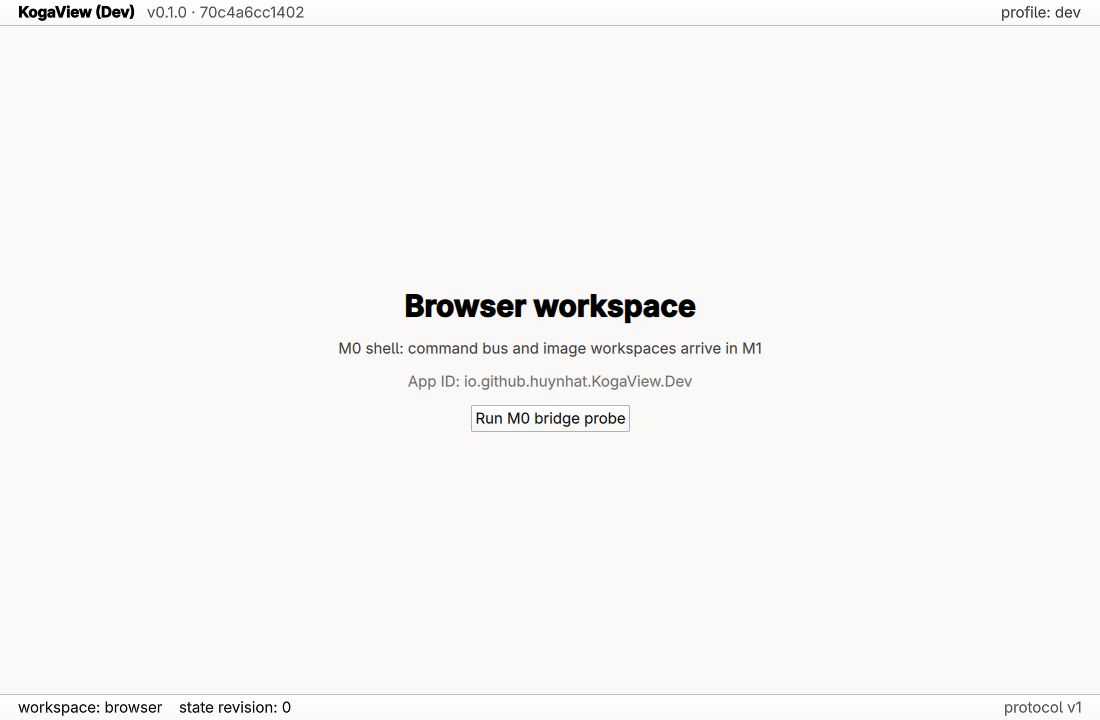 KogaView (Dev) v0.1.0 · 70c4a6cc1402 profile: dev
Browser workspace
M0 shell: command bus and image workspaces arrive in M1
App ID: io.github.huynhat.KogaView.Dev
Run M0 bridge probe
workspace: browser state revision: 0 protocol v1